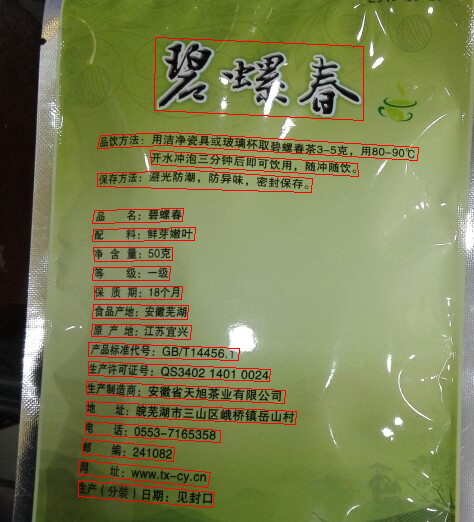 碧螺春
品饮方法：用洁净瓷具或玻璃杯取碧螺春茶3-5克，用80-90℃
开水冲泡三分钟后即可饮用，随冲随饮。
保存方法：避光防潮，防异味，密封保存。
品　　名：碧螺春
配　　料：鲜芽嫩叶
净 含 量：50克
等　　级：一级
保 质 期：18个月
食品产地：安徽芜湖
原 产 地：江苏宜兴
产品标准代号：GB/T14456.1
生产许可证号：QS3402 1401 0024
生产制造商：安徽省天旭茶业有限公司
地　　址：皖芜湖市三山区峨桥镇岳山村
电　　话：0553-7165358
邮　　编：241082
网　　址：www.tx-cy.cn
生产（分装）日期：见封口